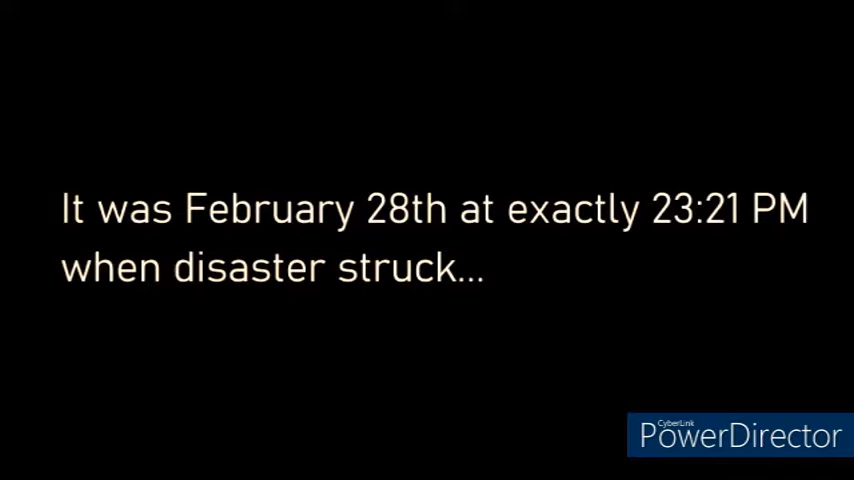 It was February 28th at exactly 23:21 PM
when disaster struck...
CyberLink
PowerDirector